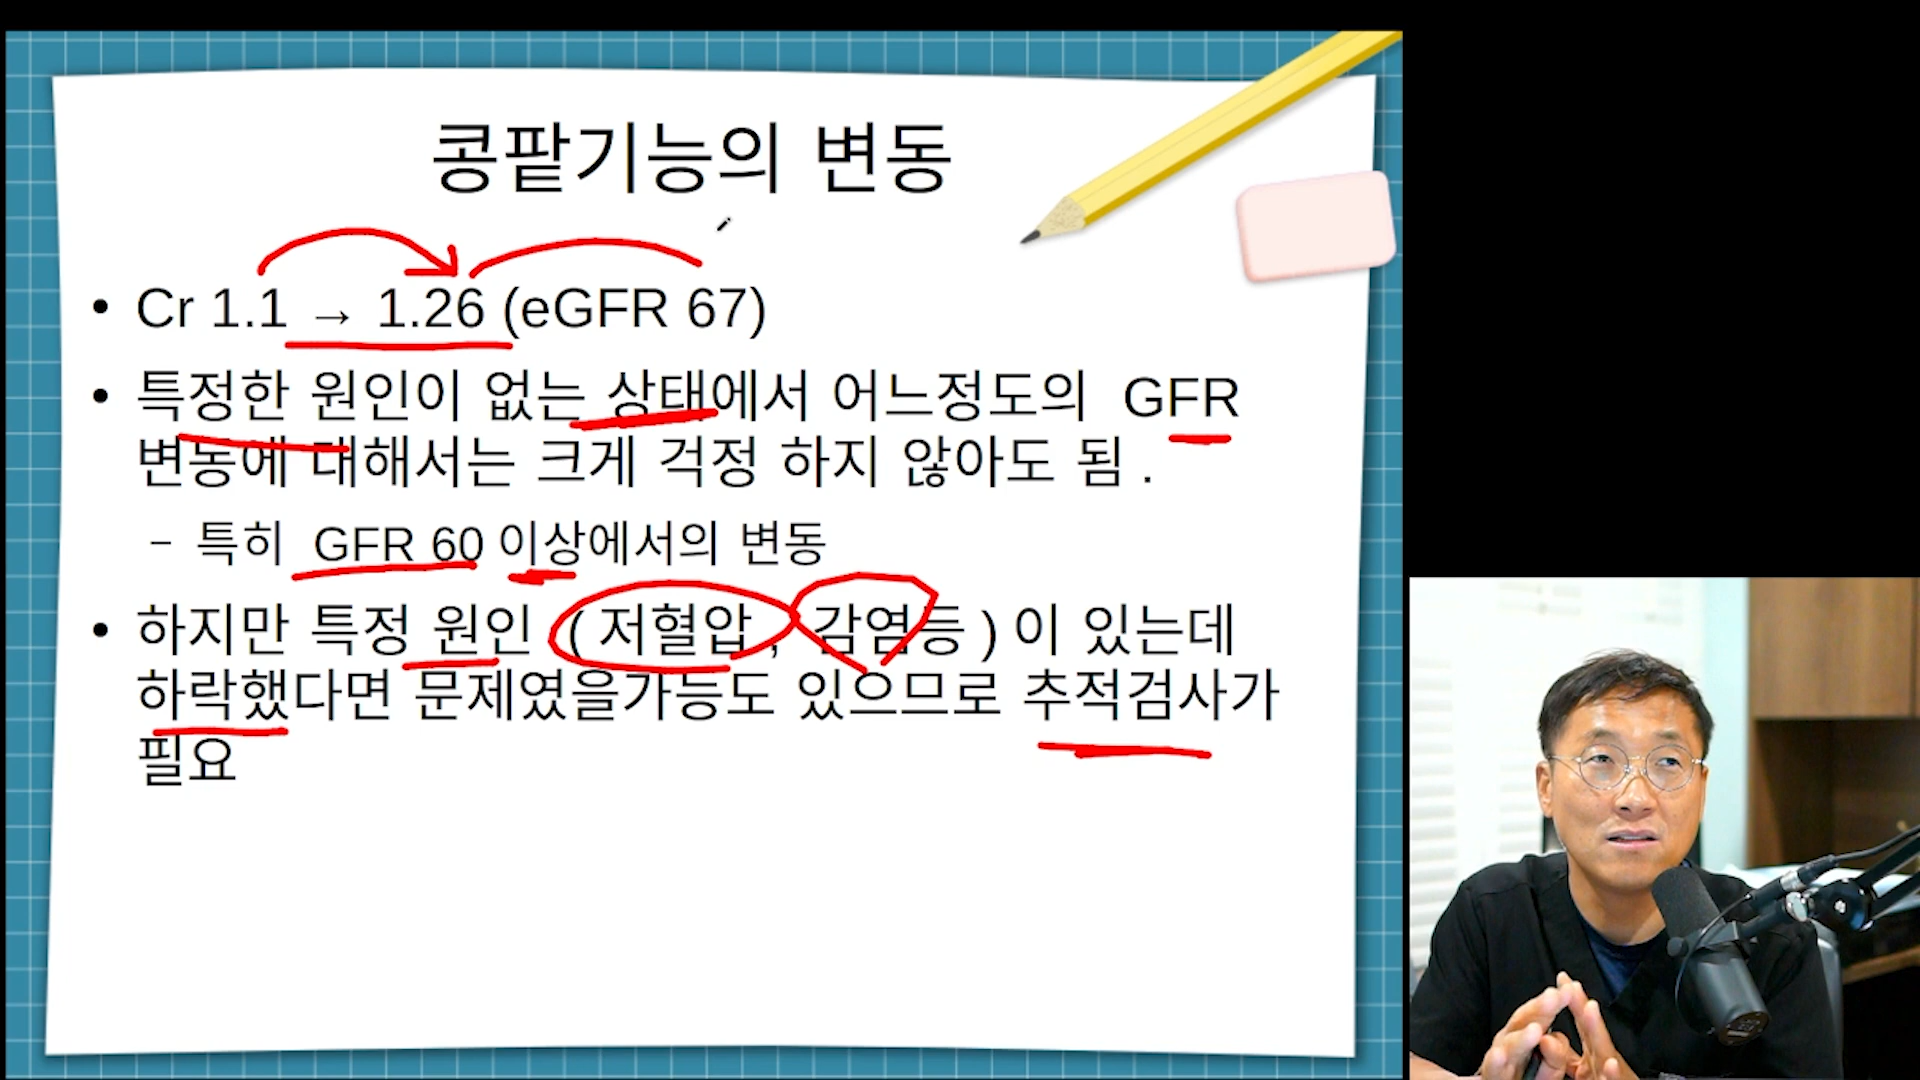 콩팥기능의 변동
• Cr 1.1 → 1.26 (eGFR 67)
• 특정한 원인이 없는 상태에서 어느정도의 GFR
변동에 대해서는 크게 걱정 하지 않아도 됨 .
– 특히 GFR 60 이상에서의 변동
• 하지만 특정 원인 ( 저혈압 , 감염등 ) 이 있는데
하락했다면 문제였을가능도 있으므로 추적검사가
필요